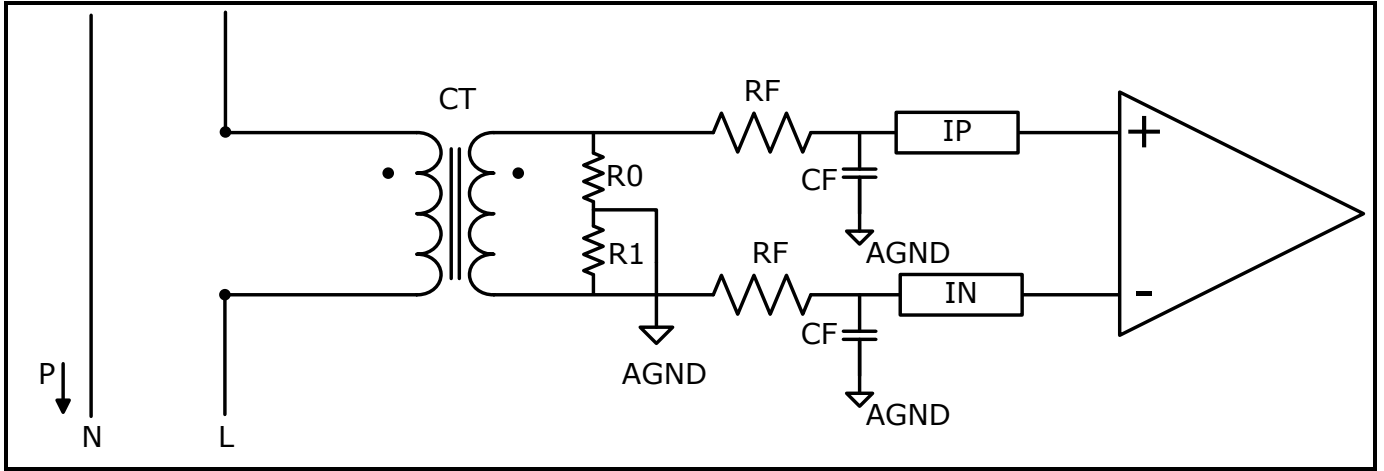 CT
RF
IP
+
R0
CF
AGND
R1
RF
IN
-
CF
AGND
P
AGND
N
L